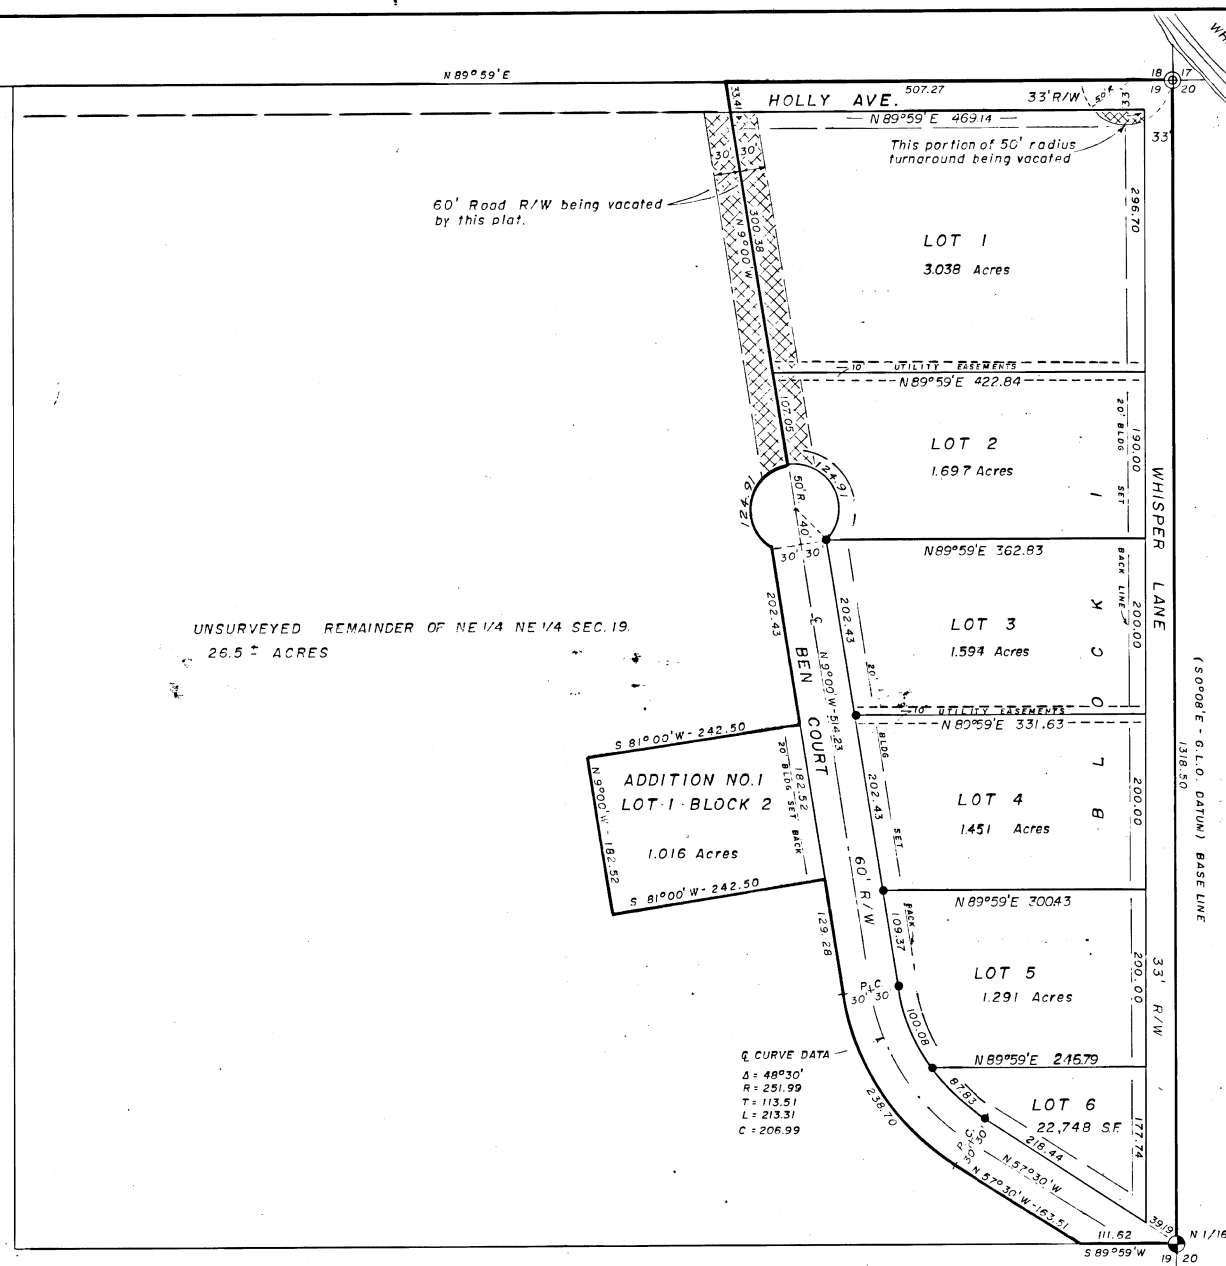 N 89°59'E
18 17
19 20
33.41
HOLLY AVE.
507.27
33'R/W
50'R
33'
N 89°59'E 469.14
33'
This portion of 50' radius
turnaround being vacated
30' 30'
60' Road R/W being vacated
by this plat.
N 9°00'W
300.38
296.70
LOT 1
3.038 Acres
10' UTILITY EASEMENTS
N 89°59'E 422.84
107.05
20' BLDG SET BACK LINE
190.00
LOT 2
1.697 Acres
WHISPER LANE
124.91
124.91
50'R.
40'
30' 30'
N 89°59'E 362.83
BLOCK 1
202.43
202.43
200.00
UNSURVEYED REMAINDER OF NE 1/4 NE 1/4 SEC. 19.
26.5 ± ACRES
LOT 3
1.594 Acres
BEN COURT
℄ N 9°00'W-514.23
20' BLDG SET BACK
10' UTILITY EASEMENTS
N 89°59'E 331.63
(S 0°08'E - G.L.O. DATUM) BASE LINE
1318.50
S 81°00'W-242.50
ADDITION NO. 1
LOT 1 BLOCK 2
1.016 Acres
N 9°00'W-182.52
182.52
20' BLDG SET BACK
S 81°00'W-242.50
202.43
200.00
LOT 4
1.451 Acres
60' R/W
N 89°59'E 300.43
129.28
109.37
LOT 5
1.291 Acres
200.00
33' R/W
P.C.
30' 30'
100.08
N 89°59'E 246.79
℄ CURVE DATA
Δ = 48°30'
R = 251.99
T = 113.51
L = 213.31
C = 206.99
238.70
87.83
LOT 6
22,748 S.F.
177.74
30' 30'
218.44
N 57°30'W
N 57°30'W-163.51
39.19
111.62
S 89°59'W
N 1/16
19 20